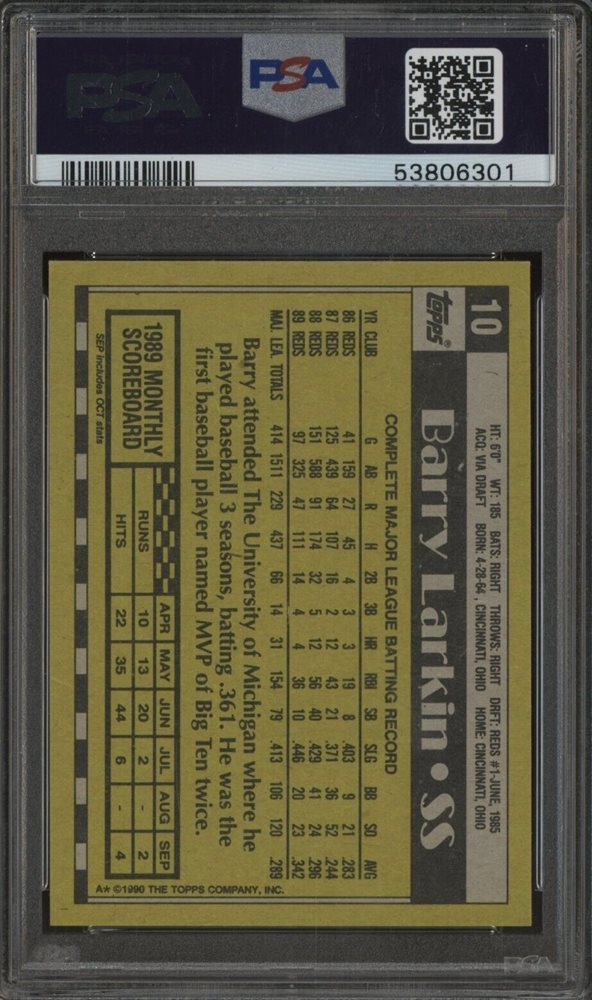 PSA
PSA
53806301
10
HT: 6'0" WT: 185 BATS: RIGHT THROWS: RIGHT DRFT: REDS #1-JUNE, 1985
ACQ: VIA DRAFT BORN: 4-28-64, CINCINNATI, OHIO HOME: CINCINNATI, OHIO
TOPPS®
Barry Larkin • SS
COMPLETE MAJOR LEAGUE BATTING RECORD
YR CLUB G AB R H 2B 3B HR RBI SB SLG BB SO AVG
86 REDS 41 159 27 45 4 3 3 19 8 .403 9 21 .283
87 REDS 125 439 64 107 16 2 12 43 21 .371 36 52 .244
88 REDS 151 588 91 174 32 5 12 56 40 .429 41 24 .296
89 REDS 97 325 47 111 14 4 4 36 10 .446 20 23 .342
MAJ. LEA. TOTALS 414 1511 229 437 66 14 31 154 79 .413 106 120 .289
Barry attended The University of Michigan where he
played baseball 3 seasons, batting .361. He was the
first baseball player named MVP of Big Ten twice.
1989 MONTHLY
SCOREBOARD
APR MAY JUN JUL AUG SEP
RUNS 10 13 20 2 - 2
HITS 22 35 44 6 - 4
SEP includes OCT stats
A* ©1990 THE TOPPS COMPANY, INC.
PSA